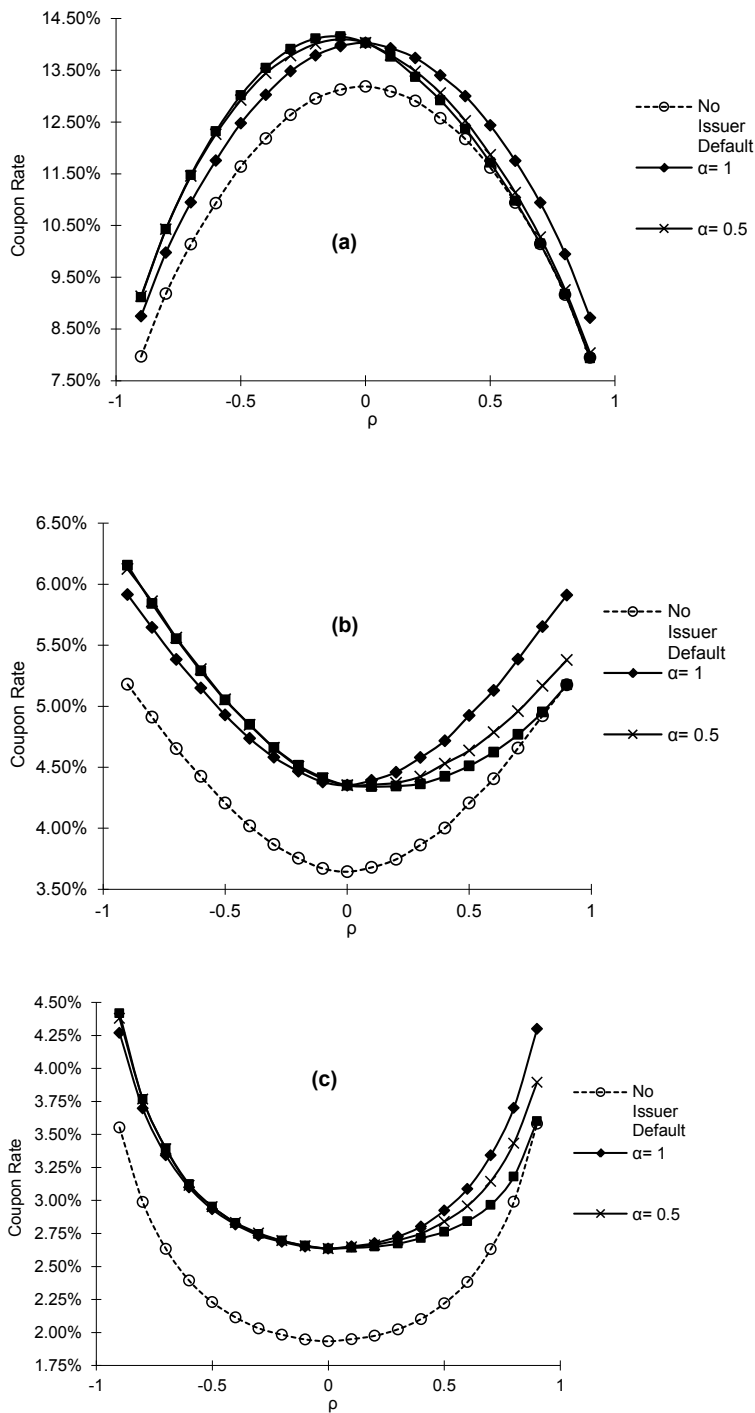 14.50%
13.50%
12.50%
11.50%
10.50%
9.50%
8.50%
7.50%
Coupon Rate
(a)
-1
-0.5
0
0.5
1
ρ
No
Issuer
Default
α= 1
α= 0.5
6.50%
6.00%
5.50%
5.00%
4.50%
4.00%
3.50%
Coupon Rate
(b)
-1
-0.5
0
0.5
1
ρ
No
Issuer
Default
α= 1
α= 0.5
4.50%
4.25%
4.00%
3.75%
3.50%
3.25%
3.00%
2.75%
2.50%
2.25%
2.00%
1.75%
Coupon Rate
(c)
-1
-0.5
0
0.5
1
ρ
No
Issuer
Default
α= 1
α= 0.5